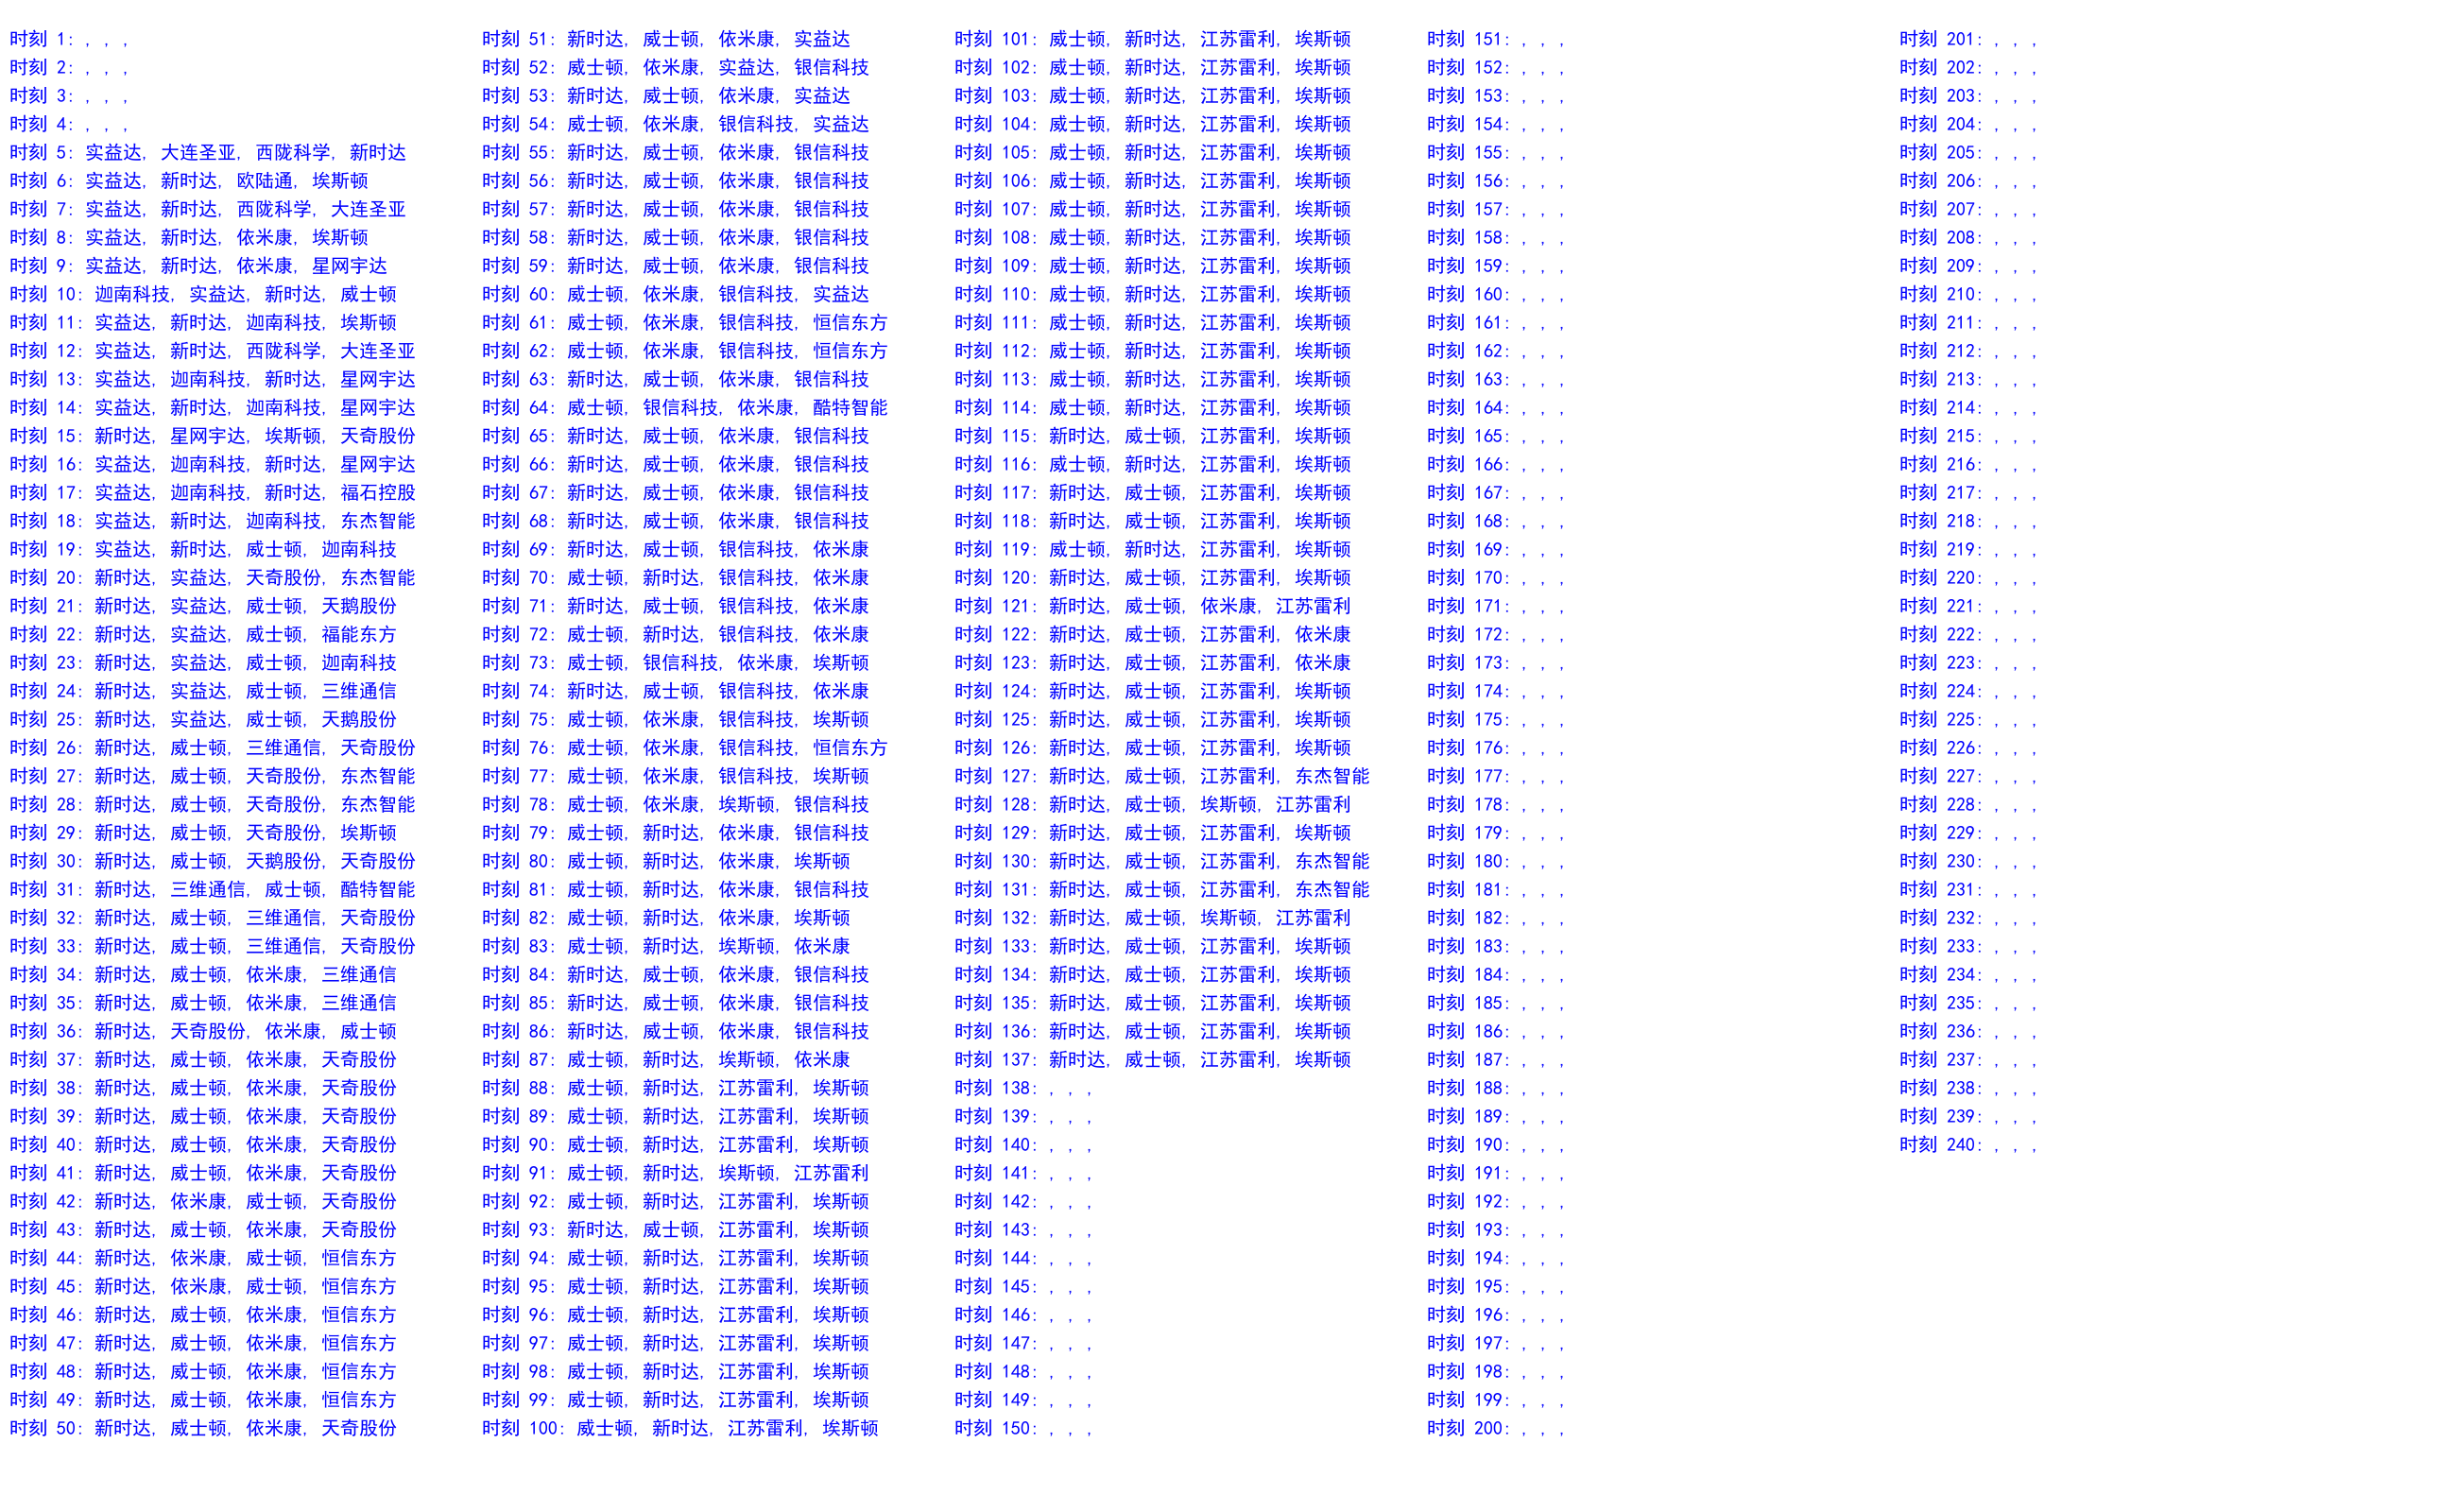 时刻 1: , , ,
时刻 2: , , ,
时刻 3: , , ,
时刻 4: , , ,
时刻 5: 实益达, 大连圣亚, 西陇科学, 新时达
时刻 6: 实益达, 新时达, 欧陆通, 埃斯顿
时刻 7: 实益达, 新时达, 西陇科学, 大连圣亚
时刻 8: 实益达, 新时达, 依米康, 埃斯顿
时刻 9: 实益达, 新时达, 依米康, 星网宇达
时刻 10: 迦南科技, 实益达, 新时达, 威士顿
时刻 11: 实益达, 新时达, 迦南科技, 埃斯顿
时刻 12: 实益达, 新时达, 西陇科学, 大连圣亚
时刻 13: 实益达, 迦南科技, 新时达, 星网宇达
时刻 14: 实益达, 新时达, 迦南科技, 星网宇达
时刻 15: 新时达, 星网宇达, 埃斯顿, 天奇股份
时刻 16: 实益达, 迦南科技, 新时达, 星网宇达
时刻 17: 实益达, 迦南科技, 新时达, 福石控股
时刻 18: 实益达, 新时达, 迦南科技, 东杰智能
时刻 19: 实益达, 新时达, 威士顿, 迦南科技
时刻 20: 新时达, 实益达, 天奇股份, 东杰智能
时刻 21: 新时达, 实益达, 威士顿, 天鹅股份
时刻 22: 新时达, 实益达, 威士顿, 福能东方
时刻 23: 新时达, 实益达, 威士顿, 迦南科技
时刻 24: 新时达, 实益达, 威士顿, 三维通信
时刻 25: 新时达, 实益达, 威士顿, 天鹅股份
时刻 26: 新时达, 威士顿, 三维通信, 天奇股份
时刻 27: 新时达, 威士顿, 天奇股份, 东杰智能
时刻 28: 新时达, 威士顿, 天奇股份, 东杰智能
时刻 29: 新时达, 威士顿, 天奇股份, 埃斯顿
时刻 30: 新时达, 威士顿, 天鹅股份, 天奇股份
时刻 31: 新时达, 三维通信, 威士顿, 酷特智能
时刻 32: 新时达, 威士顿, 三维通信, 天奇股份
时刻 33: 新时达, 威士顿, 三维通信, 天奇股份
时刻 34: 新时达, 威士顿, 依米康, 三维通信
时刻 35: 新时达, 威士顿, 依米康, 三维通信
时刻 36: 新时达, 天奇股份, 依米康, 威士顿
时刻 37: 新时达, 威士顿, 依米康, 天奇股份
时刻 38: 新时达, 威士顿, 依米康, 天奇股份
时刻 39: 新时达, 威士顿, 依米康, 天奇股份
时刻 40: 新时达, 威士顿, 依米康, 天奇股份
时刻 41: 新时达, 威士顿, 依米康, 天奇股份
时刻 42: 新时达, 依米康, 威士顿, 天奇股份
时刻 43: 新时达, 威士顿, 依米康, 天奇股份
时刻 44: 新时达, 依米康, 威士顿, 恒信东方
时刻 45: 新时达, 依米康, 威士顿, 恒信东方
时刻 46: 新时达, 威士顿, 依米康, 恒信东方
时刻 47: 新时达, 威士顿, 依米康, 恒信东方
时刻 48: 新时达, 威士顿, 依米康, 恒信东方
时刻 49: 新时达, 威士顿, 依米康, 恒信东方
时刻 50: 新时达, 威士顿, 依米康, 天奇股份
时刻 51: 新时达, 威士顿, 依米康, 实益达
时刻 52: 威士顿, 依米康, 实益达, 银信科技
时刻 53: 新时达, 威士顿, 依米康, 实益达
时刻 54: 威士顿, 依米康, 银信科技, 实益达
时刻 55: 新时达, 威士顿, 依米康, 银信科技
时刻 56: 新时达, 威士顿, 依米康, 银信科技
时刻 57: 新时达, 威士顿, 依米康, 银信科技
时刻 58: 新时达, 威士顿, 依米康, 银信科技
时刻 59: 新时达, 威士顿, 依米康, 银信科技
时刻 60: 威士顿, 依米康, 银信科技, 实益达
时刻 61: 威士顿, 依米康, 银信科技, 恒信东方
时刻 62: 威士顿, 依米康, 银信科技, 恒信东方
时刻 63: 新时达, 威士顿, 依米康, 银信科技
时刻 64: 威士顿, 银信科技, 依米康, 酷特智能
时刻 65: 新时达, 威士顿, 依米康, 银信科技
时刻 66: 新时达, 威士顿, 依米康, 银信科技
时刻 67: 新时达, 威士顿, 依米康, 银信科技
时刻 68: 新时达, 威士顿, 依米康, 银信科技
时刻 69: 新时达, 威士顿, 银信科技, 依米康
时刻 70: 威士顿, 新时达, 银信科技, 依米康
时刻 71: 新时达, 威士顿, 银信科技, 依米康
时刻 72: 威士顿, 新时达, 银信科技, 依米康
时刻 73: 威士顿, 银信科技, 依米康, 埃斯顿
时刻 74: 新时达, 威士顿, 银信科技, 依米康
时刻 75: 威士顿, 依米康, 银信科技, 埃斯顿
时刻 76: 威士顿, 依米康, 银信科技, 恒信东方
时刻 77: 威士顿, 依米康, 银信科技, 埃斯顿
时刻 78: 威士顿, 依米康, 埃斯顿, 银信科技
时刻 79: 威士顿, 新时达, 依米康, 银信科技
时刻 80: 威士顿, 新时达, 依米康, 埃斯顿
时刻 81: 威士顿, 新时达, 依米康, 银信科技
时刻 82: 威士顿, 新时达, 依米康, 埃斯顿
时刻 83: 威士顿, 新时达, 埃斯顿, 依米康
时刻 84: 新时达, 威士顿, 依米康, 银信科技
时刻 85: 新时达, 威士顿, 依米康, 银信科技
时刻 86: 新时达, 威士顿, 依米康, 银信科技
时刻 87: 威士顿, 新时达, 埃斯顿, 依米康
时刻 88: 威士顿, 新时达, 江苏雷利, 埃斯顿
时刻 89: 威士顿, 新时达, 江苏雷利, 埃斯顿
时刻 90: 威士顿, 新时达, 江苏雷利, 埃斯顿
时刻 91: 威士顿, 新时达, 埃斯顿, 江苏雷利
时刻 92: 威士顿, 新时达, 江苏雷利, 埃斯顿
时刻 93: 新时达, 威士顿, 江苏雷利, 埃斯顿
时刻 94: 威士顿, 新时达, 江苏雷利, 埃斯顿
时刻 95: 威士顿, 新时达, 江苏雷利, 埃斯顿
时刻 96: 威士顿, 新时达, 江苏雷利, 埃斯顿
时刻 97: 威士顿, 新时达, 江苏雷利, 埃斯顿
时刻 98: 威士顿, 新时达, 江苏雷利, 埃斯顿
时刻 99: 威士顿, 新时达, 江苏雷利, 埃斯顿
时刻 100: 威士顿, 新时达, 江苏雷利, 埃斯顿
时刻 101: 威士顿, 新时达, 江苏雷利, 埃斯顿
时刻 102: 威士顿, 新时达, 江苏雷利, 埃斯顿
时刻 103: 威士顿, 新时达, 江苏雷利, 埃斯顿
时刻 104: 威士顿, 新时达, 江苏雷利, 埃斯顿
时刻 105: 威士顿, 新时达, 江苏雷利, 埃斯顿
时刻 106: 威士顿, 新时达, 江苏雷利, 埃斯顿
时刻 107: 威士顿, 新时达, 江苏雷利, 埃斯顿
时刻 108: 威士顿, 新时达, 江苏雷利, 埃斯顿
时刻 109: 威士顿, 新时达, 江苏雷利, 埃斯顿
时刻 110: 威士顿, 新时达, 江苏雷利, 埃斯顿
时刻 111: 威士顿, 新时达, 江苏雷利, 埃斯顿
时刻 112: 威士顿, 新时达, 江苏雷利, 埃斯顿
时刻 113: 威士顿, 新时达, 江苏雷利, 埃斯顿
时刻 114: 威士顿, 新时达, 江苏雷利, 埃斯顿
时刻 115: 新时达, 威士顿, 江苏雷利, 埃斯顿
时刻 116: 威士顿, 新时达, 江苏雷利, 埃斯顿
时刻 117: 新时达, 威士顿, 江苏雷利, 埃斯顿
时刻 118: 新时达, 威士顿, 江苏雷利, 埃斯顿
时刻 119: 威士顿, 新时达, 江苏雷利, 埃斯顿
时刻 120: 新时达, 威士顿, 江苏雷利, 埃斯顿
时刻 121: 新时达, 威士顿, 依米康, 江苏雷利
时刻 122: 新时达, 威士顿, 江苏雷利, 依米康
时刻 123: 新时达, 威士顿, 江苏雷利, 依米康
时刻 124: 新时达, 威士顿, 江苏雷利, 埃斯顿
时刻 125: 新时达, 威士顿, 江苏雷利, 埃斯顿
时刻 126: 新时达, 威士顿, 江苏雷利, 埃斯顿
时刻 127: 新时达, 威士顿, 江苏雷利, 东杰智能
时刻 128: 新时达, 威士顿, 埃斯顿, 江苏雷利
时刻 129: 新时达, 威士顿, 江苏雷利, 埃斯顿
时刻 130: 新时达, 威士顿, 江苏雷利, 东杰智能
时刻 131: 新时达, 威士顿, 江苏雷利, 东杰智能
时刻 132: 新时达, 威士顿, 埃斯顿, 江苏雷利
时刻 133: 新时达, 威士顿, 江苏雷利, 埃斯顿
时刻 134: 新时达, 威士顿, 江苏雷利, 埃斯顿
时刻 135: 新时达, 威士顿, 江苏雷利, 埃斯顿
时刻 136: 新时达, 威士顿, 江苏雷利, 埃斯顿
时刻 137: 新时达, 威士顿, 江苏雷利, 埃斯顿
时刻 138: , , ,
时刻 139: , , ,
时刻 140: , , ,
时刻 141: , , ,
时刻 142: , , ,
时刻 143: , , ,
时刻 144: , , ,
时刻 145: , , ,
时刻 146: , , ,
时刻 147: , , ,
时刻 148: , , ,
时刻 149: , , ,
时刻 150: , , ,
时刻 151: , , ,
时刻 152: , , ,
时刻 153: , , ,
时刻 154: , , ,
时刻 155: , , ,
时刻 156: , , ,
时刻 157: , , ,
时刻 158: , , ,
时刻 159: , , ,
时刻 160: , , ,
时刻 161: , , ,
时刻 162: , , ,
时刻 163: , , ,
时刻 164: , , ,
时刻 165: , , ,
时刻 166: , , ,
时刻 167: , , ,
时刻 168: , , ,
时刻 169: , , ,
时刻 170: , , ,
时刻 171: , , ,
时刻 172: , , ,
时刻 173: , , ,
时刻 174: , , ,
时刻 175: , , ,
时刻 176: , , ,
时刻 177: , , ,
时刻 178: , , ,
时刻 179: , , ,
时刻 180: , , ,
时刻 181: , , ,
时刻 182: , , ,
时刻 183: , , ,
时刻 184: , , ,
时刻 185: , , ,
时刻 186: , , ,
时刻 187: , , ,
时刻 188: , , ,
时刻 189: , , ,
时刻 190: , , ,
时刻 191: , , ,
时刻 192: , , ,
时刻 193: , , ,
时刻 194: , , ,
时刻 195: , , ,
时刻 196: , , ,
时刻 197: , , ,
时刻 198: , , ,
时刻 199: , , ,
时刻 200: , , ,
时刻 201: , , ,
时刻 202: , , ,
时刻 203: , , ,
时刻 204: , , ,
时刻 205: , , ,
时刻 206: , , ,
时刻 207: , , ,
时刻 208: , , ,
时刻 209: , , ,
时刻 210: , , ,
时刻 211: , , ,
时刻 212: , , ,
时刻 213: , , ,
时刻 214: , , ,
时刻 215: , , ,
时刻 216: , , ,
时刻 217: , , ,
时刻 218: , , ,
时刻 219: , , ,
时刻 220: , , ,
时刻 221: , , ,
时刻 222: , , ,
时刻 223: , , ,
时刻 224: , , ,
时刻 225: , , ,
时刻 226: , , ,
时刻 227: , , ,
时刻 228: , , ,
时刻 229: , , ,
时刻 230: , , ,
时刻 231: , , ,
时刻 232: , , ,
时刻 233: , , ,
时刻 234: , , ,
时刻 235: , , ,
时刻 236: , , ,
时刻 237: , , ,
时刻 238: , , ,
时刻 239: , , ,
时刻 240: , , ,